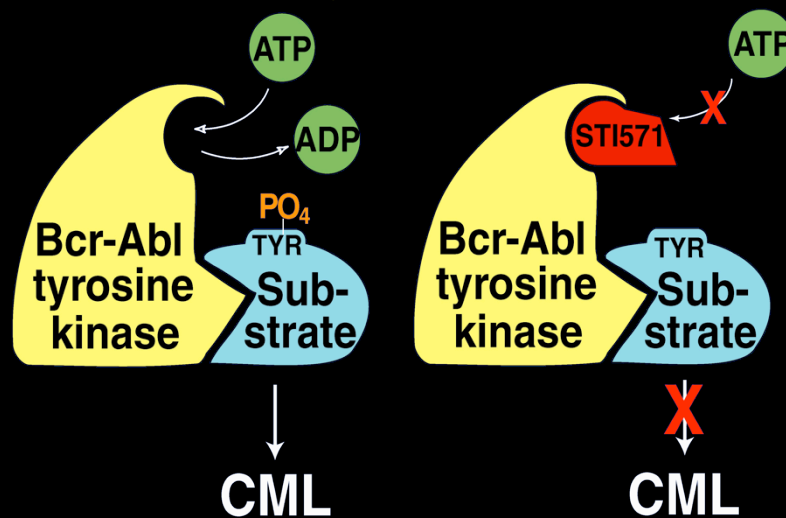 ATP
ADP
PO₄
TYR
Bcr-Abl
tyrosine
kinase
Sub-
strate
CML
ATP
X
STI571
TYR
Bcr-Abl
tyrosine
kinase
Sub-
strate
X
CML